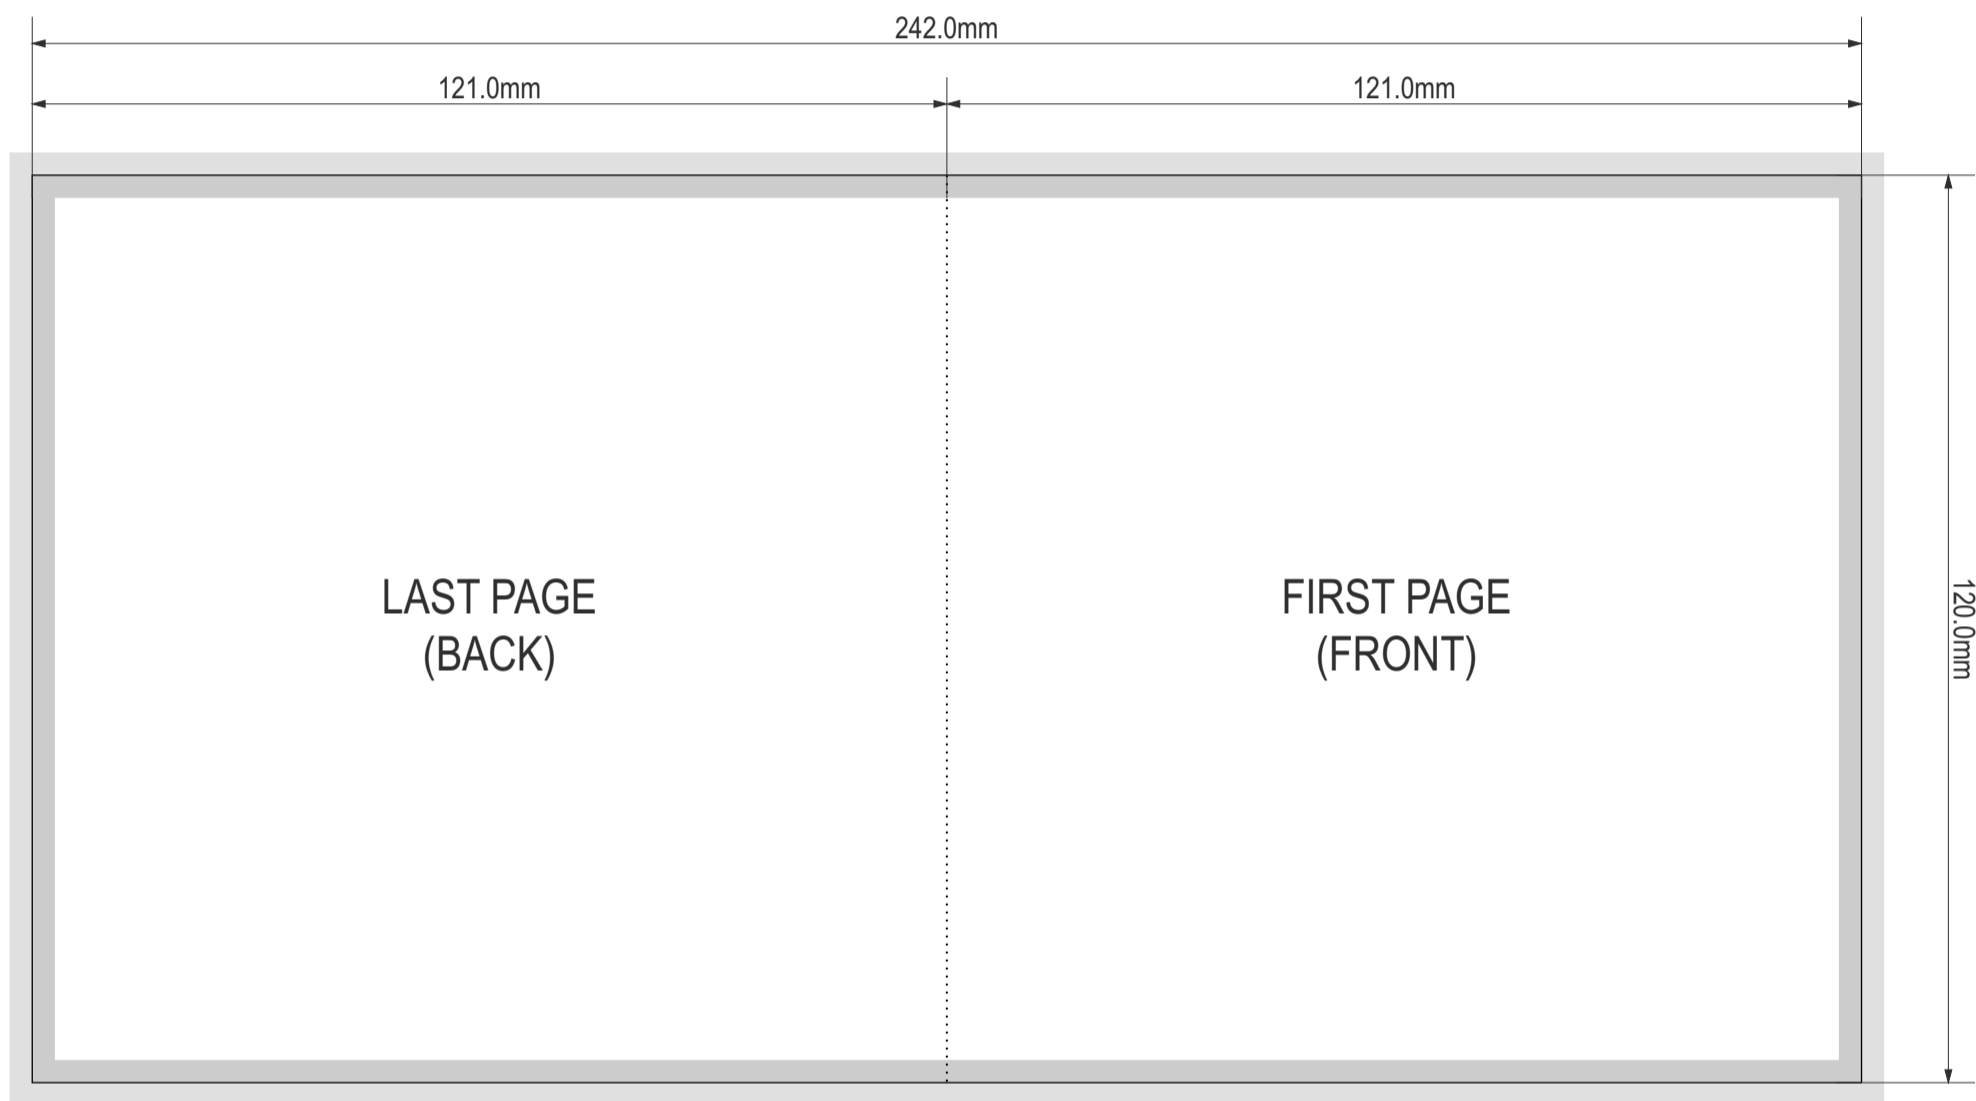 242.0mm
121.0mm
121.0mm
LAST PAGE
(BACK)
FIRST PAGE
(FRONT)
120.0mm